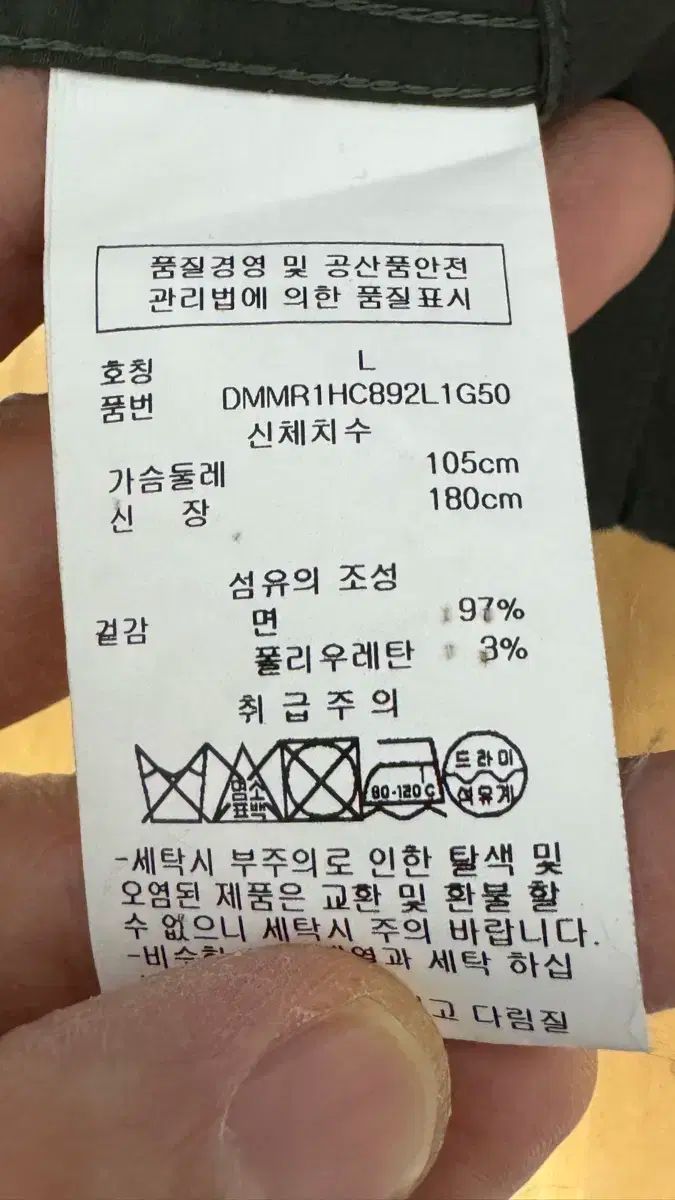 품질경영 및 공산품안전
관리법에 의한 품질표시
호칭 L
품번 DMMR1HC892L1G50
신체치수
가슴둘레 105cm
신 장 180cm
섬유의 조성
겉감 면 97%
폴리우레탄 3%
취급주의
염소
표백
80-120℃
드라이
석유계
-세탁시 부주의로 인한 탈색 및
오염된 제품은 교환 및 환불 할
수 없으니 세탁시 주의 바랍니다.
세탁 하십
고 다림질